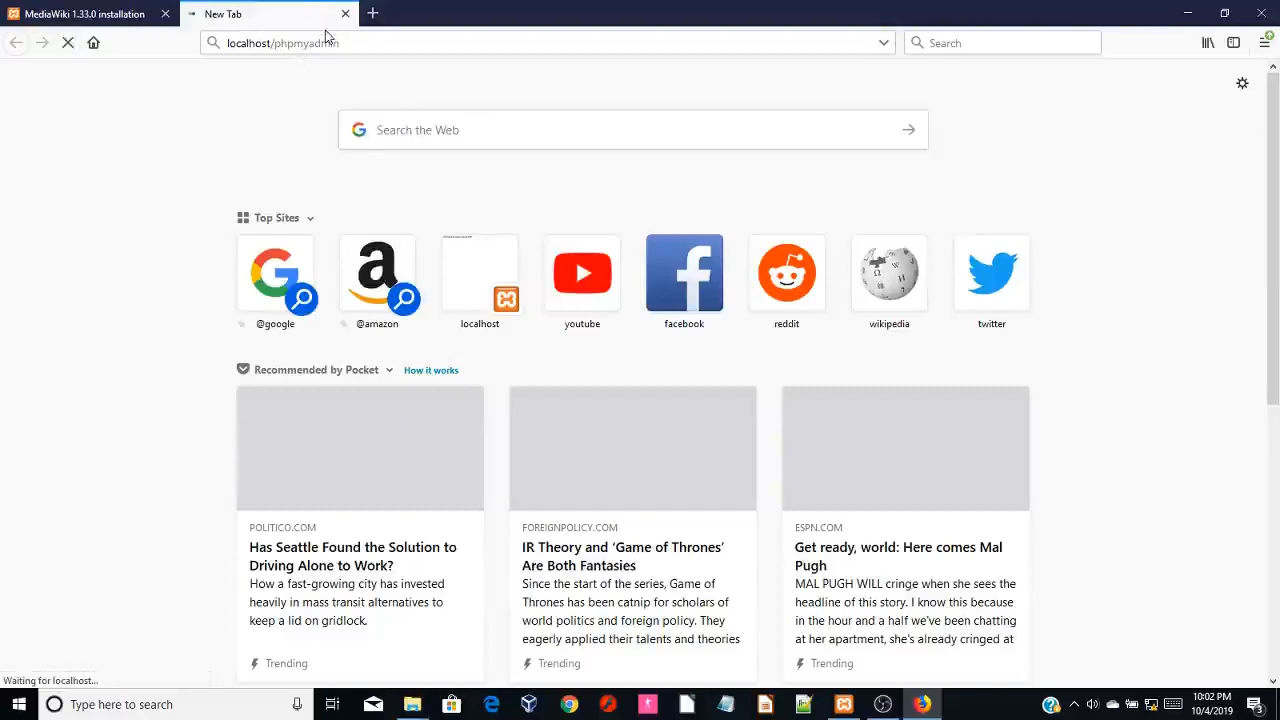 MediaWiki 1.33.0 installation
New Tab
localhost/phpmyadmin
Search
Search the Web
Top Sites
@google
@amazon
localhost
youtube
facebook
reddit
wikipedia
twitter
Recommended by Pocket
How it works
POLITICO.COM
Has Seattle Found the Solution to
Driving Alone to Work?
How a fast-growing city has invested
heavily in mass transit alternatives to
keep a lid on gridlock.
Trending
FOREIGNPOLICY.COM
IR Theory and ‘Game of Thrones’
Are Both Fantasies
Since the start of the series, Game of
Thrones has been catnip for scholars of
world politics and foreign policy. They
eagerly applied their talents and theories
Trending
ESPN.COM
Get ready, world: Here comes Mal
Pugh
MAL PUGH WILL cringe when she sees the
headline of this story. I know this because
in the hour and a half we've been chatting
at her apartment, she's already cringed at
Trending
Waiting for localhost...
Type here to search
10:02 PM
10/4/2019